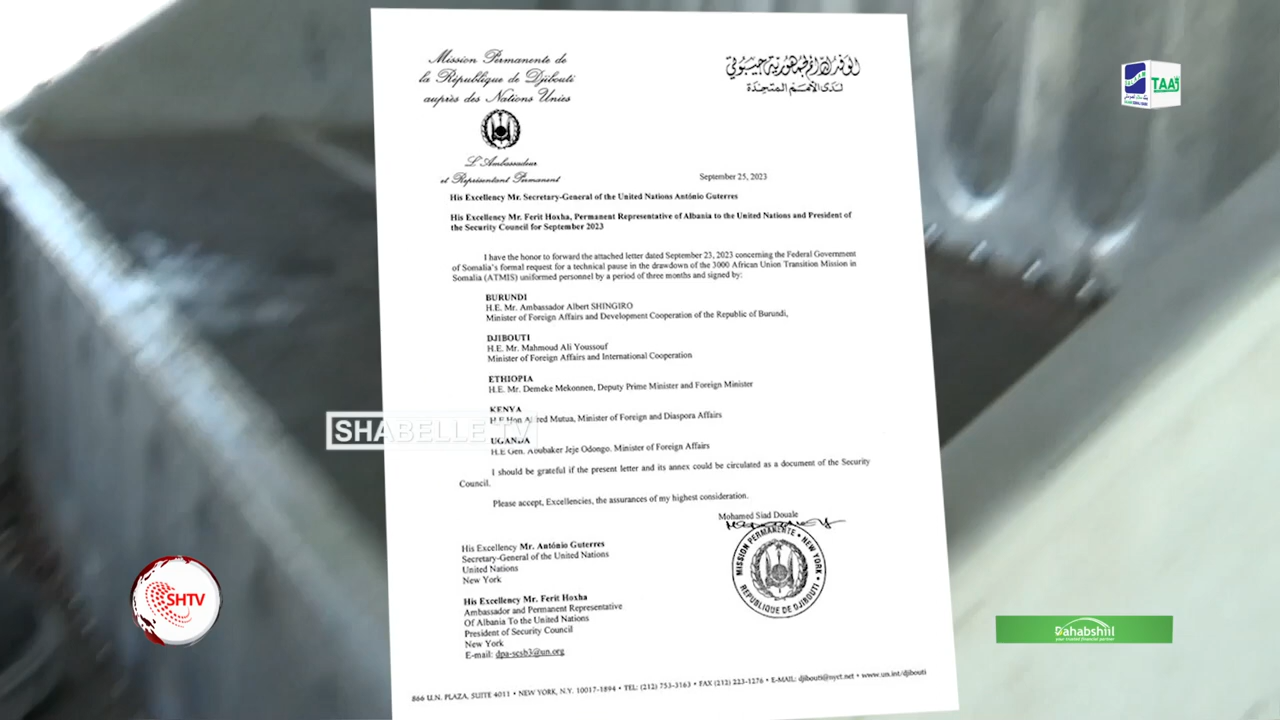 Mission Permanente de
la République de Djibouti
auprès des Nations Unies
L'Ambassadeur
et Représentant Permanent
لدى الأمم المتحدة
TAAJ
September 25, 2023
His Excellency Mr. Secretary-General of the United Nations António Guterres
His Excellency Mr. Ferit Hoxha, Permanent Representative of Albania to the United Nations and President of
the Security Council for September 2023
I have the honor to forward the attached letter dated September 23, 2023 concerning the Federal Government
of Somalia's formal request for a technical pause in the drawdown of the 3000 African Union Transition Mission in
Somalia (ATMIS) uniformed personnel by a period of three months and signed by:
BURUNDI
H.E. Mr. Ambassador Albert SHINGIRO
Minister of Foreign Affairs and Development Cooperation of the Republic of Burundi,
DJIBOUTI
H.E. Mr. Mahmoud Ali Youssouf
Minister of Foreign Affairs and International Cooperation
ETHIOPIA
H.E. Mr. Demeke Mekonnen, Deputy Prime Minister and Foreign Minister
KENYA
H.E Hon Alfred Mutua, Minister of Foreign and Diaspora Affairs
SHABELLE TV
UGANDA
H.E Gen. Aoubaker Jeje Odongo, Minister of Foreign Affairs
I should be grateful if the present letter and its annex could be circulated as a document of the Security
Council.
Please accept, Excellencies, the assurances of my highest consideration.
Mohamed Siad Douale
MISSION PERMANENTE • NEW YORK •
REPUBLIQUE DE DJIBOUTI
His Excellency Mr. António Guterres
Secretary-General of the United Nations
United Nations
New York
His Excellency Mr. Ferit Hoxha
Ambassador and Permanent Representative
Of Albania To the United Nations
President of Security Council
New York
E-mail: dpa-scsb3@un.org
SHTV
Dahabshiil
your trusted financial partner
866 U.N. PLAZA, SUITE 4011 • NEW YORK, N.Y. 10017-1894 • TEL: (212) 753-3163 • FAX (212) 223-1276 • E-MAIL: djibouti@nyct.net • www.un.int/djibouti